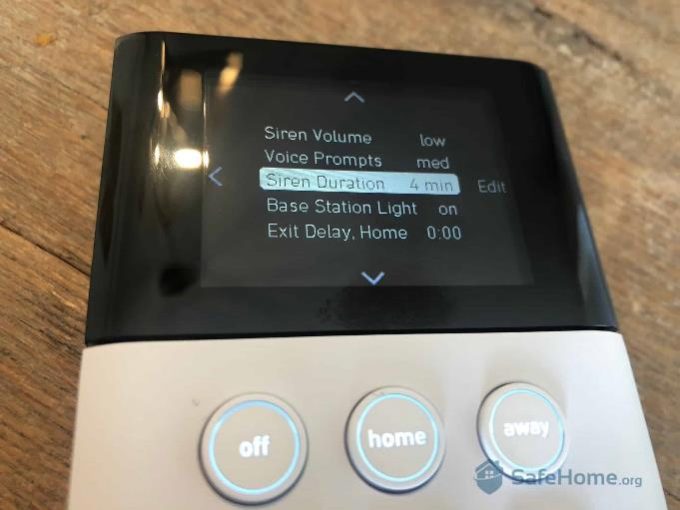 Siren Volume low
Voice Prompts med
Siren Duration 4 min Edit
Base Station Light on
Exit Delay, Home 0:00
off home away
SafeHome.org